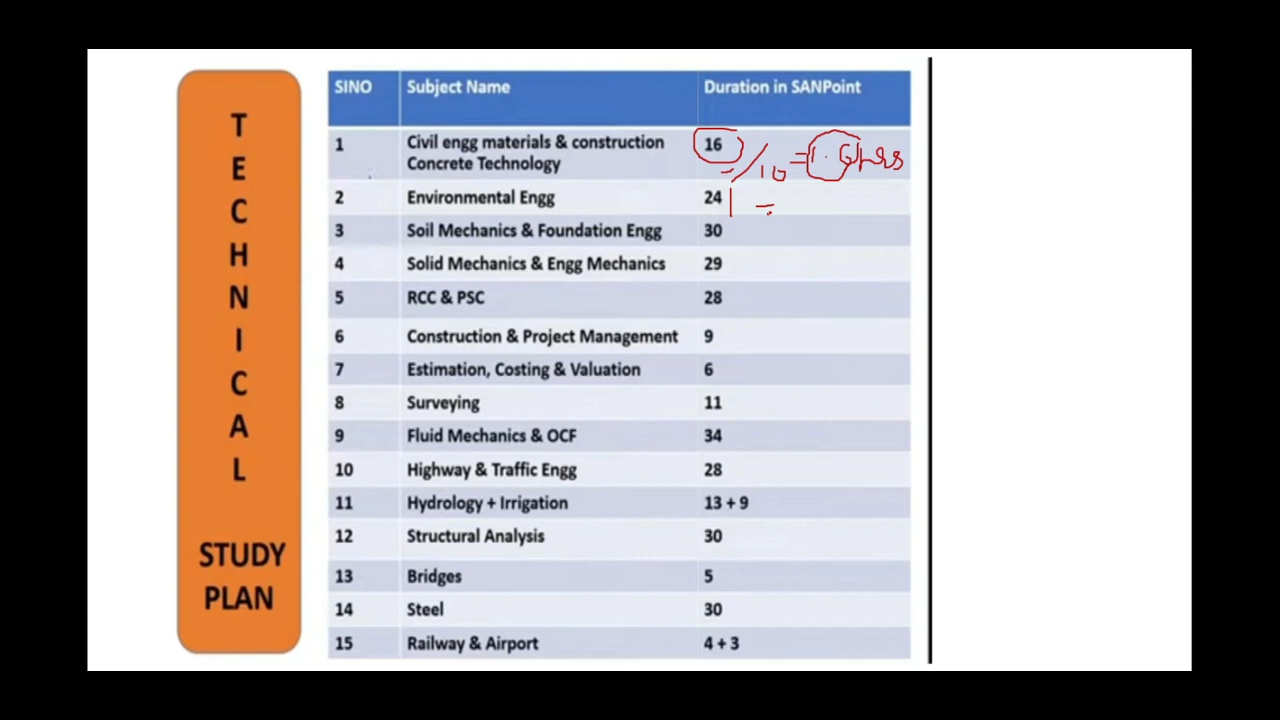 TECHNICAL
STUDY
PLAN
SINO Subject Name Duration in SANPoint
1 Civil engg materials & construction 16
Concrete Technology
/10 = 1.6hrs
2 Environmental Engg 24
3 Soil Mechanics & Foundation Engg 30
4 Solid Mechanics & Engg Mechanics 29
5 RCC & PSC 28
6 Construction & Project Management 9
7 Estimation, Costing & Valuation 6
8 Surveying 11
9 Fluid Mechanics & OCF 34
10 Highway & Traffic Engg 28
11 Hydrology + Irrigation 13 + 9
12 Structural Analysis 30
13 Bridges 5
14 Steel 30
15 Railway & Airport 4 + 3